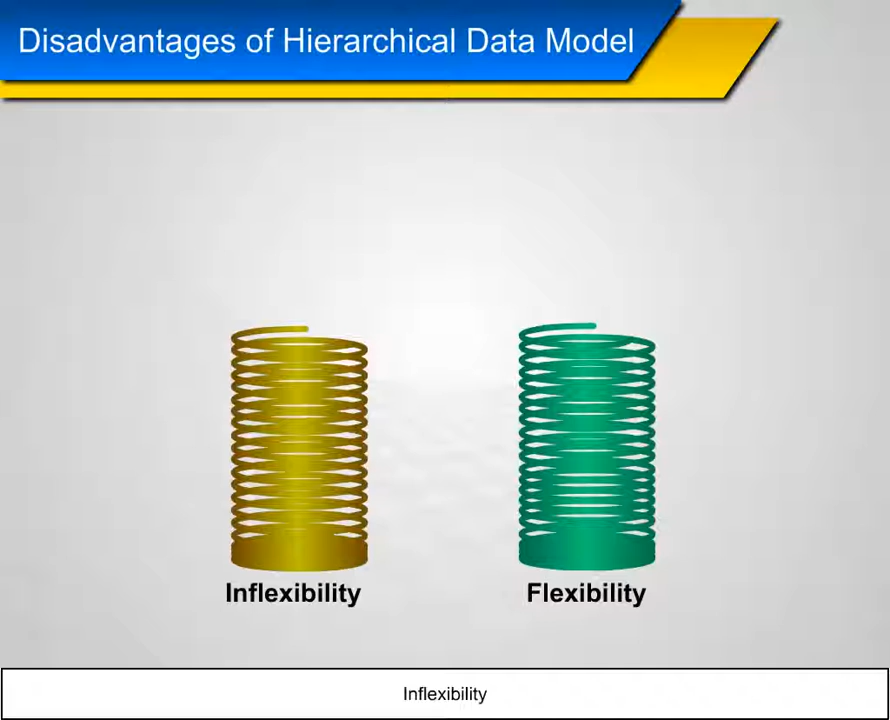 Disadvantages of Hierarchical Data Model
Inflexibility
Flexibility
Inflexibility